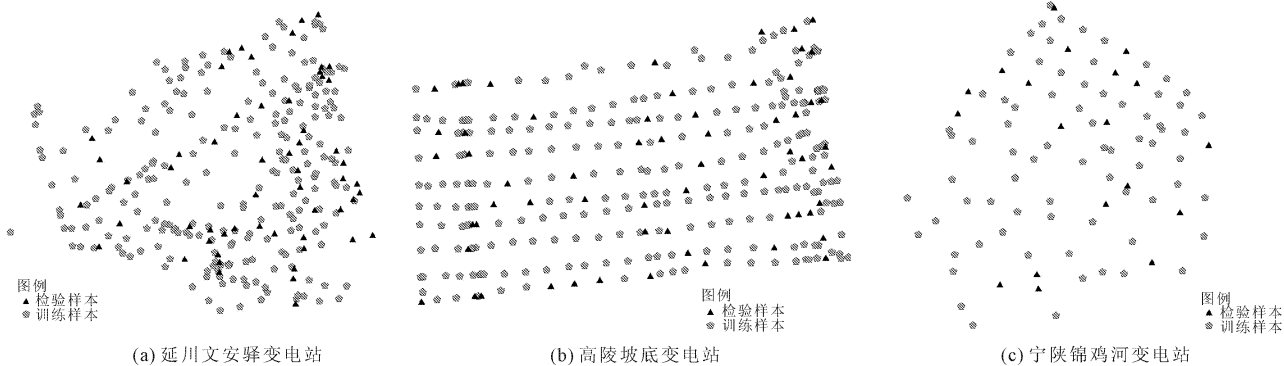 图例
检验样本
训练样本
(a) 延川文安驿变电站
图例
检验样本
训练样本
(b) 高陵坡底变电站
图例
检验样本
训练样本
(c) 宁陕锦鸡河变电站